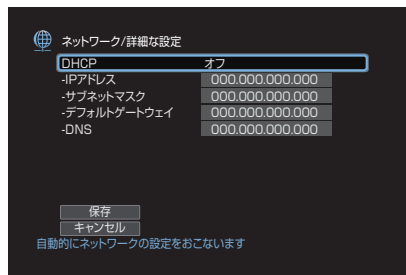 ネットワーク/詳細な設定
DHCP オフ
-IPアドレス 000.000.000.000
-サブネットマスク 000.000.000.000
-デフォルトゲートウェイ 000.000.000.000
-DNS 000.000.000.000
保存
キャンセル
自動的にネットワークの設定をおこないます